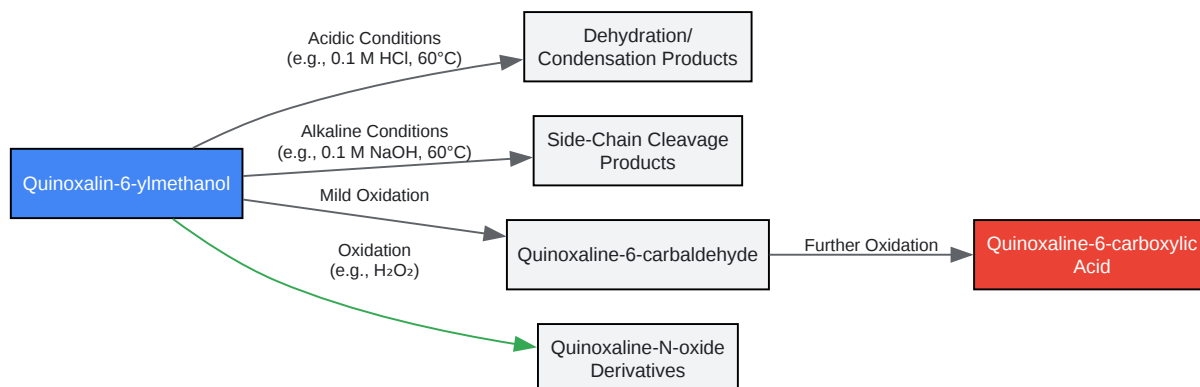 Acidic Conditions
(e.g., 0.1 M HCl, 60°C)
Dehydration/
Condensation Products
Alkaline Conditions
(e.g., 0.1 M NaOH, 60°C)
Side-Chain Cleavage
Products
Quinoxalin-6-ylmethanol
Mild Oxidation
Quinoxaline-6-carbaldehyde
Further Oxidation
Quinoxaline-6-carboxylic
Acid
Oxidation
(e.g., H₂O₂)
Quinoxaline-N-oxide
Derivatives